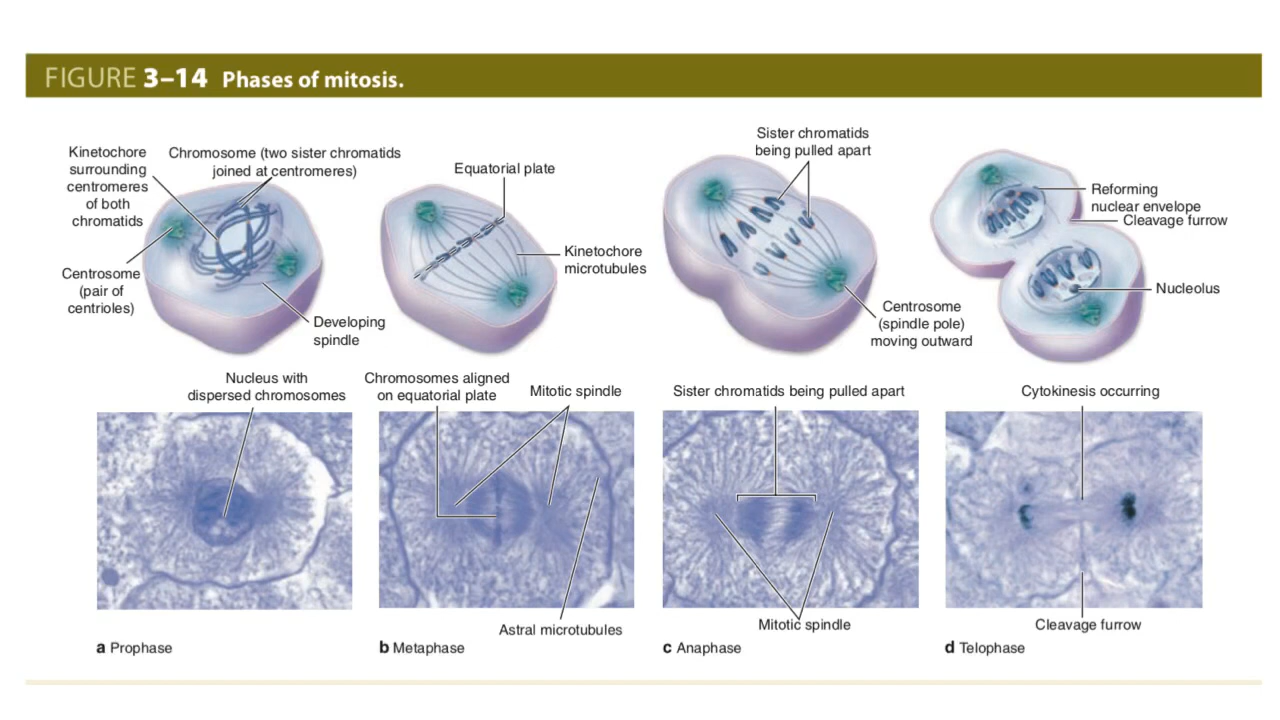 FIGURE 3–14 Phases of mitosis.
Kinetochore
surrounding
centromeres
of both
chromatids
Chromosome (two sister chromatids
joined at centromeres)
Centrosome
(pair of
centrioles)
Developing
spindle
Equatorial plate
Kinetochore
microtubules
Sister chromatids
being pulled apart
Centrosome
(spindle pole)
moving outward
Reforming
nuclear envelope
Cleavage furrow
Nucleolus
Nucleus with
dispersed chromosomes
Chromosomes aligned
on equatorial plate
Mitotic spindle
Astral microtubules
Sister chromatids being pulled apart
Mitotic spindle
Cytokinesis occurring
Cleavage furrow
a Prophase
b Metaphase
c Anaphase
d Telophase